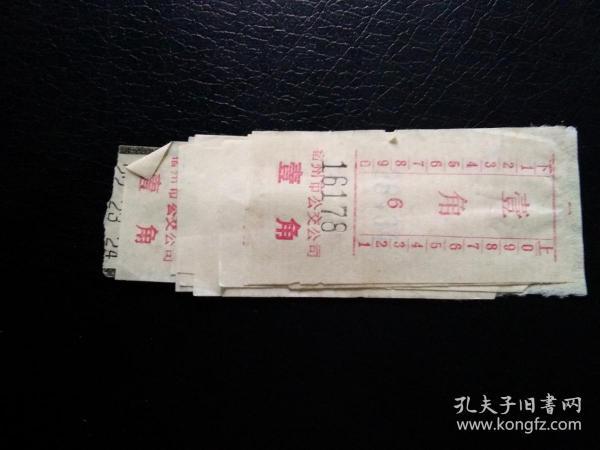 州市公交公司
16178
壹角
下 1 2 3 4 5 6 7 8 9 0
壹角
6
上 0 9 8 7 6 5 4 3 2 1
市公交公司
壹角
22 23 24
孔夫子旧书网
www.kongfz.com